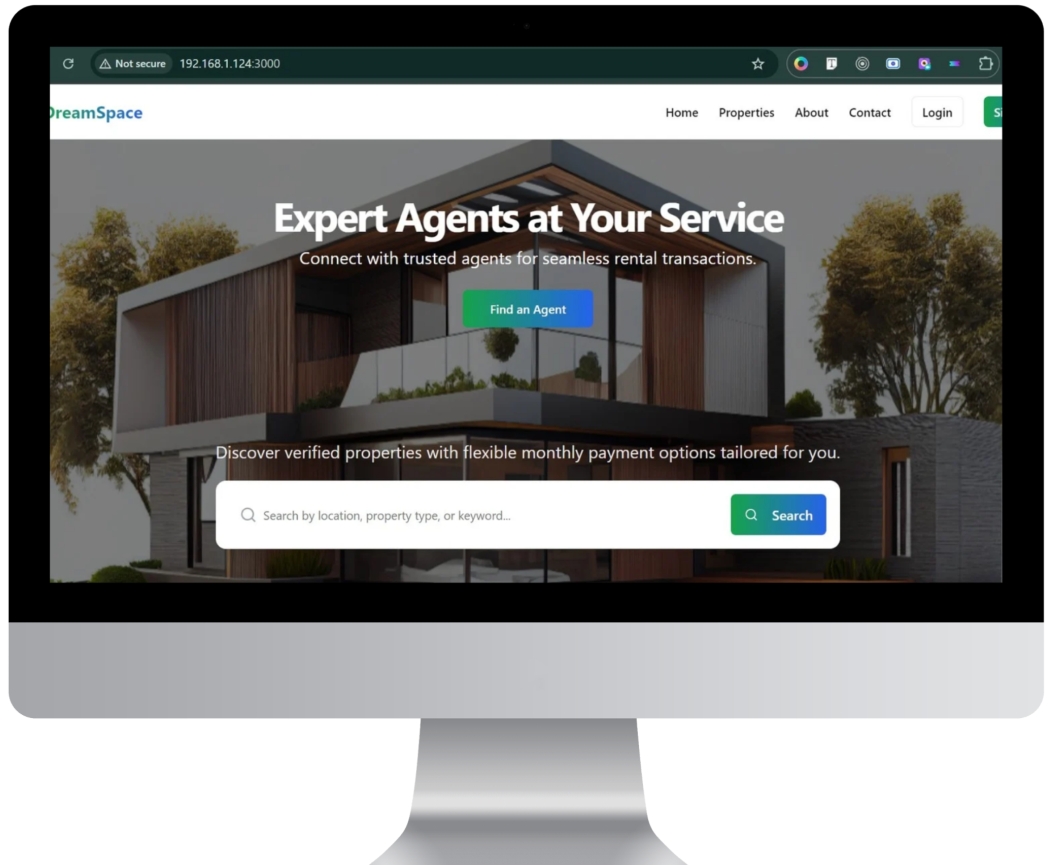 Not secure 192.168.1.124:3000
DreamSpace
Home Properties About Contact Login
Expert Agents at Your Service
Connect with trusted agents for seamless rental transactions.
Find an Agent
Discover verified properties with flexible monthly payment options tailored for you.
Search by location, property type, or keyword...
Search